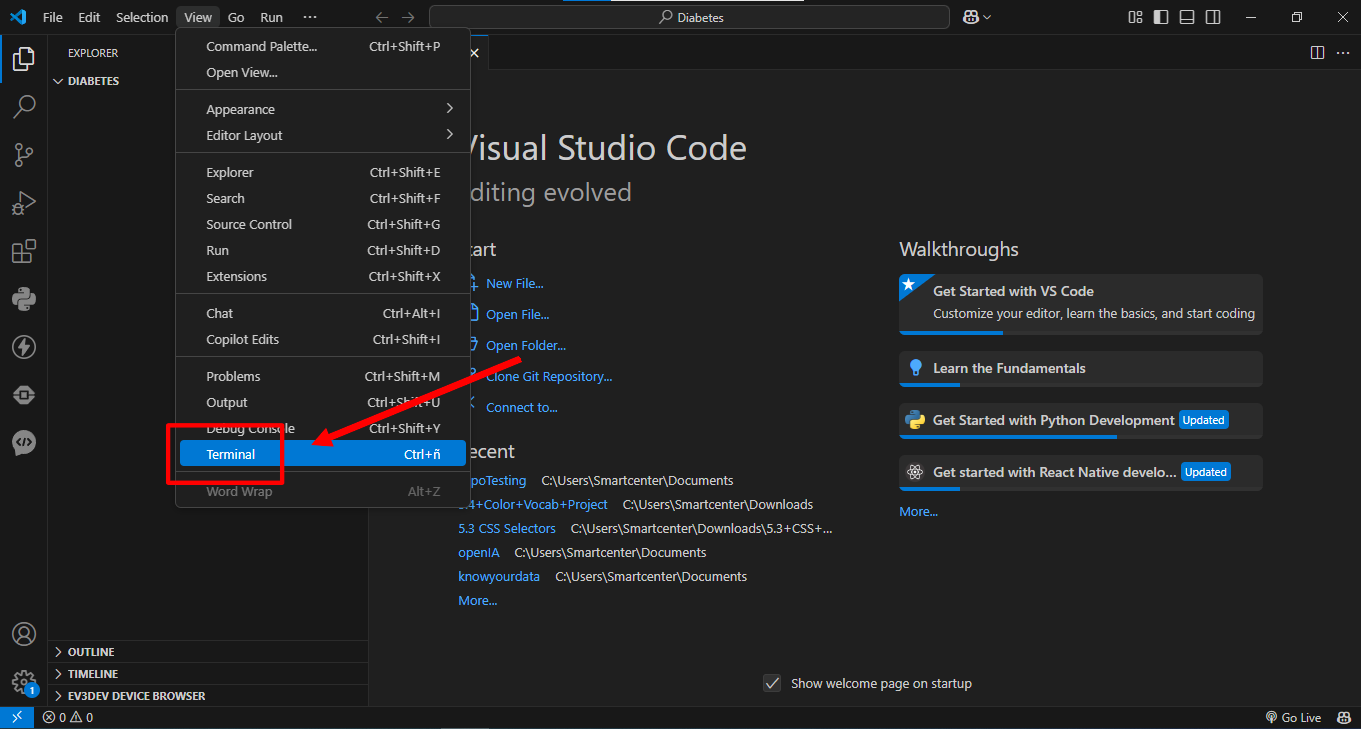 File Edit Selection View Go Run ··· Diabetes
EXPLORER
DIABETES
Command Palette... Ctrl+Shift+P
Open View...
Appearance
Editor Layout
Explorer Ctrl+Shift+E
Search Ctrl+Shift+F
Source Control Ctrl+Shift+G
Run Ctrl+Shift+D
Extensions Ctrl+Shift+X
Chat Ctrl+Alt+I
Copilot Edits Ctrl+Shift+I
Problems Ctrl+Shift+M
Output Ctrl+Shift+U
Debug Console Ctrl+Shift+Y
Terminal Ctrl+ñ
Word Wrap Alt+Z
Visual Studio Code
diting evolved
tart
New File...
Open File...
Open Folder...
Clone Git Repository...
Connect to...
ecent
poTesting C:\Users\Smartcenter\Documents
.4+Color+Vocab+Project C:\Users\Smartcenter\Downloads
5.3 CSS Selectors C:\Users\Smartcenter\Downloads\5.3+CSS+...
openIA C:\Users\Smartcenter\Documents
knowyourdata C:\Users\Smartcenter\Documents
More...
Walkthroughs
Get Started with VS Code
Customize your editor, learn the basics, and start coding
Learn the Fundamentals
Get Started with Python Development Updated
Get started with React Native develo... Updated
More...
Show welcome page on startup
OUTLINE
TIMELINE
EV3DEV DEVICE BROWSER
1
0 0 Go Live